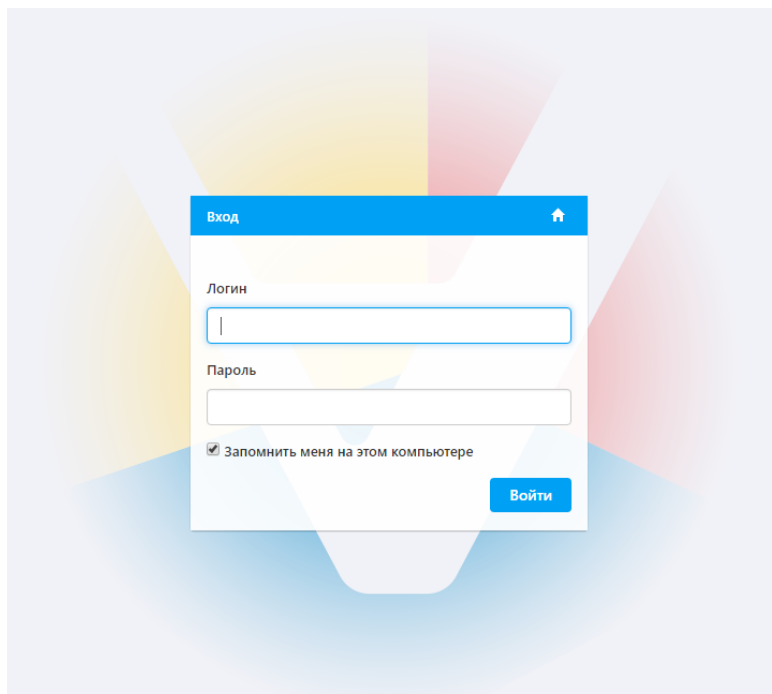 Вход
Логин
Пароль
Запомнить меня на этом компьютере
Войти